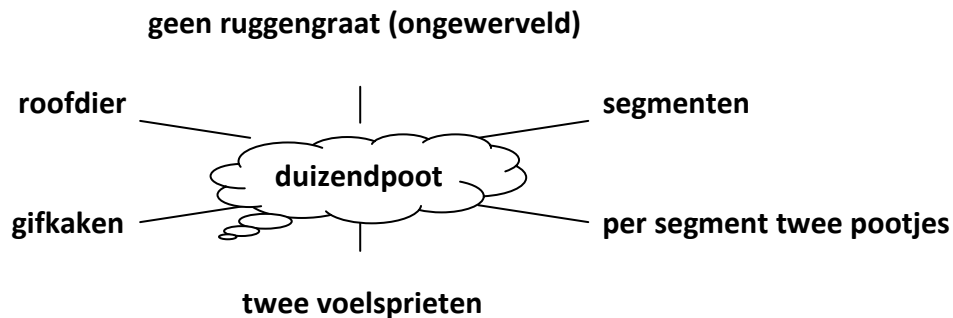 geen ruggengraat (ongewerveld)
roofdier
segmenten
duizendpoot
gifkaken
per segment twee pootjes
twee voelsprieten